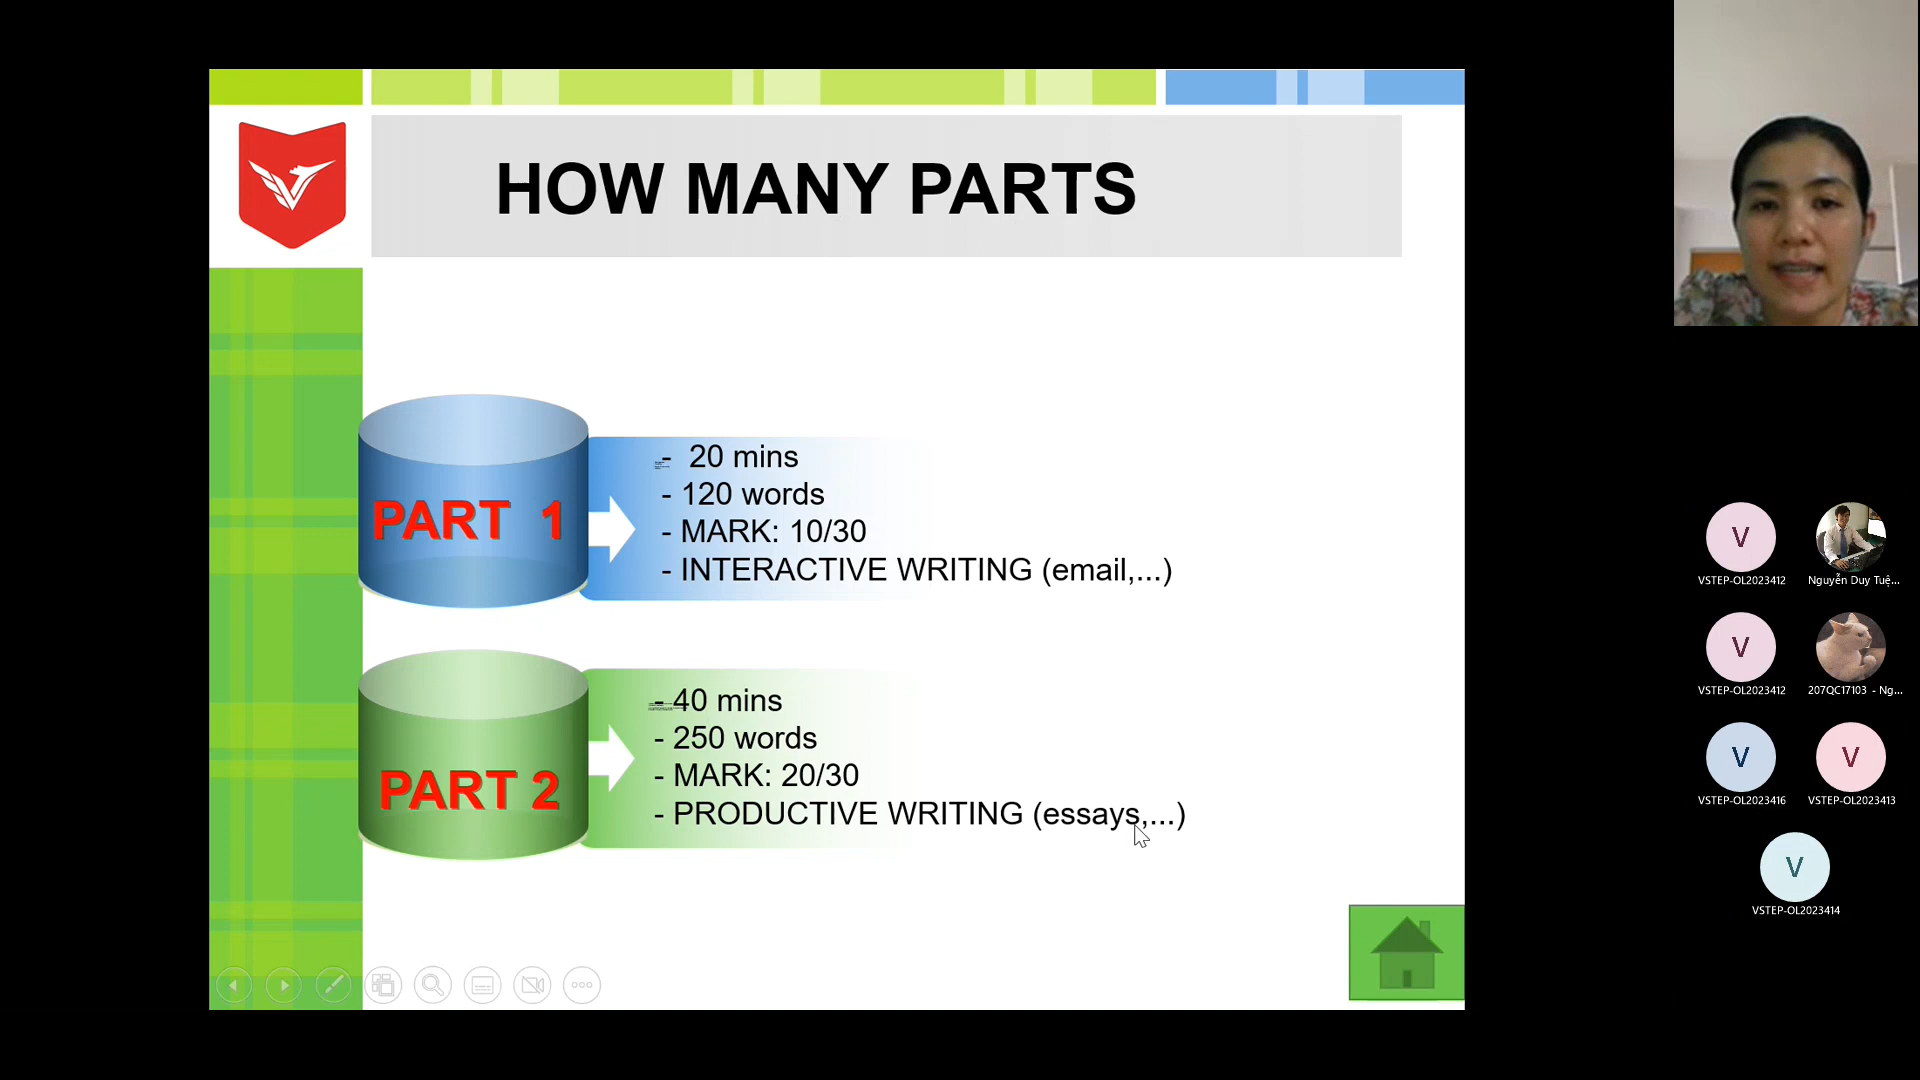 HOW MANY PARTS
PART 1
- 20 mins
- 120 words
- MARK: 10/30
- INTERACTIVE WRITING (email,...)
PART 2
- 40 mins
- 250 words
- MARK: 20/30
- PRODUCTIVE WRITING (essays,...)
V
VSTEP-OL2023412
Nguyễn Duy Tuệ...
V
VSTEP-OL2023412
207QC17103 - Ng...
V
VSTEP-OL2023416
V
VSTEP-OL2023413
V
VSTEP-OL2023414